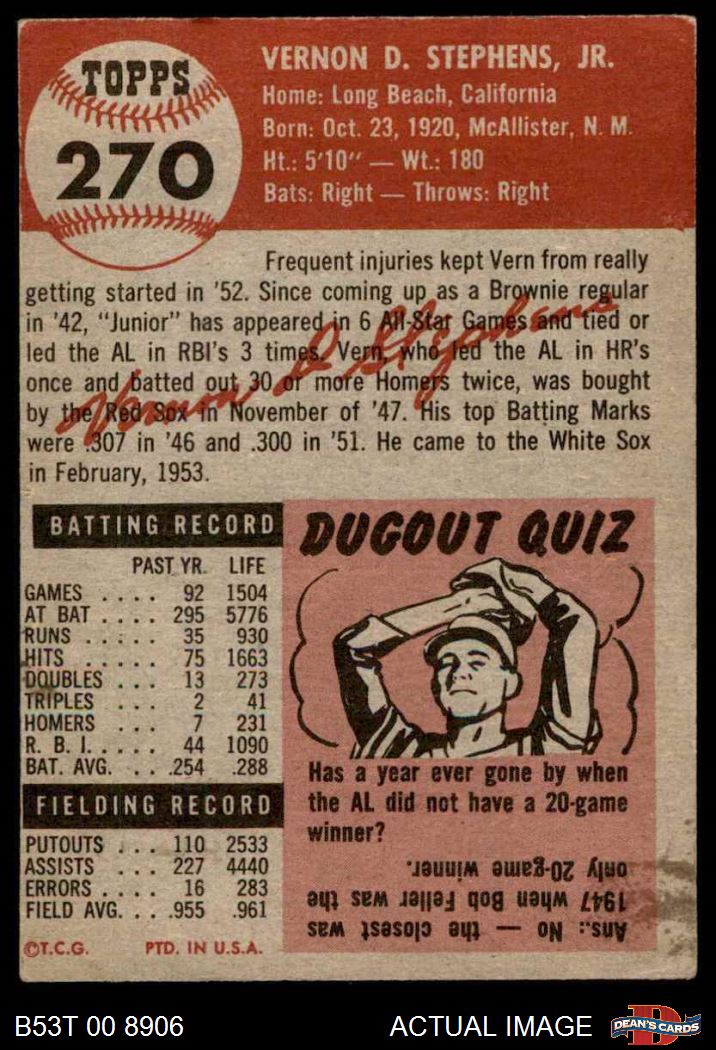 TOPPS
270
VERNON D. STEPHENS, JR.
Home: Long Beach, California
Born: Oct. 23, 1920, McAllister, N. M.
Ht.: 5'10" — Wt.: 180
Bats: Right — Throws: Right
Frequent injuries kept Vern from really
getting started in '52. Since coming up as a Brownie regular
in '42, "Junior" has appeared in 6 All-Star Games and tied or
led the AL in RBI's 3 times. Vern, who led the AL in HR's
once and batted out 30 or more Homers twice, was bought
by the Red Sox in November of '47. His top Batting Marks
were .307 in '46 and .300 in '51. He came to the White Sox
in February, 1953.
Vernon D Stephens
BATTING RECORD
PAST YR. LIFE
GAMES . . . . 92 1504
AT BAT . . . . 295 5776
RUNS . . . . . 35 930
HITS . . . . . . 75 1663
DOUBLES . . . 13 273
TRIPLES . . . 2 41
HOMERS . . . 7 231
R. B. I. . . . . . 44 1090
BAT. AVG. . . .254 .288
FIELDING RECORD
PUTOUTS . . . 110 2533
ASSISTS . . . 227 4440
ERRORS . . . . 16 283
FIELD AVG. . . .955 .961
©T.C.G. PTD. IN U.S.A.
DUGOUT QUIZ
Has a year ever gone by when
the AL did not have a 20-game
winner?
Ans.: NO — the closest was
1947 when Bob Feller was the
only 20-game winner.
B53T 00 8906 ACTUAL IMAGE
D
DEAN'S CARDS